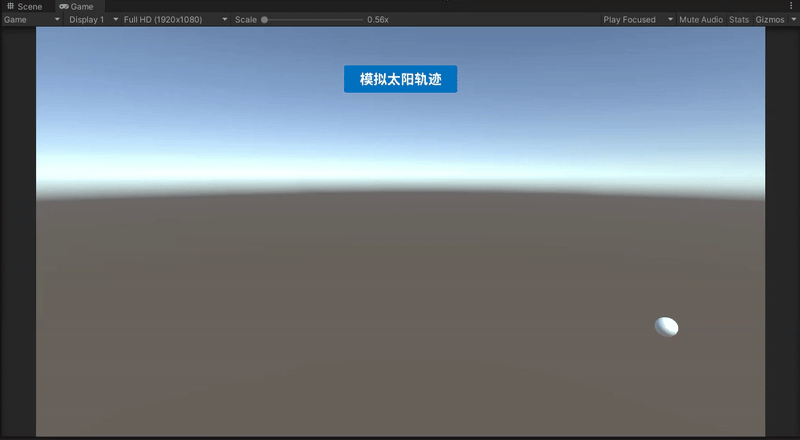 Scene Game
Game Display 1 Full HD (1920x1080) Scale 0.56x Play Focused Mute Audio Stats Gizmos
模拟太阳轨迹